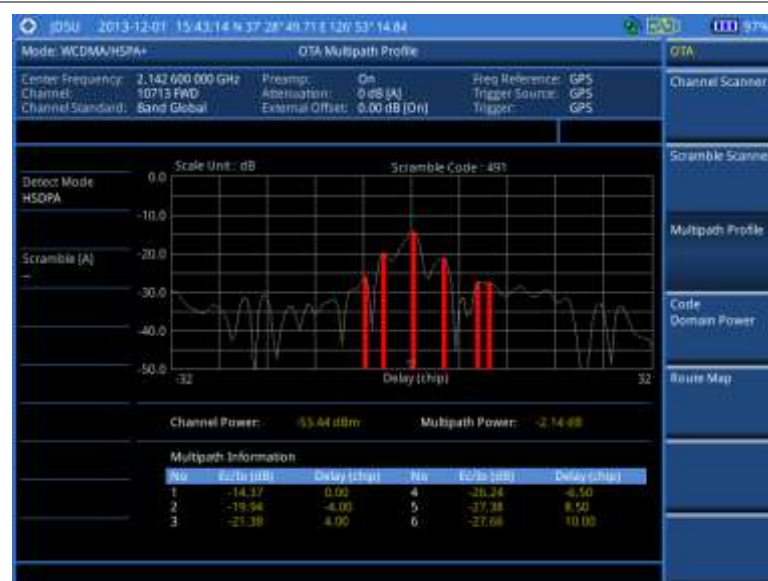 JDSU 2013-12-01 15:43:14 N 37° 28' 49.71 E 126° 53' 14.84 97%
Mode: WCDMA/HSPA+ OTA Multipath Profile OTA
Center Frequency: 2.142 600 000 GHz Preamp: On Freq Reference: GPS
Channel: 10713 FWD Attenuation: 0 dB [A] Trigger Source: GPS
Channel Standard: Band Global External Offset: 0.00 dB [On] Trigger: GPS
Channel Scanner
Scramble Scanne
Multipath Profile
Code
Domain Power
Route Map
Detect Mode
HSDPA
Scramble [A]
--
Scale Unit : dB Scramble Code : 491
0.0
-10.0
-20.0
-30.0
-40.0
-50.0
-32 Delay (chip) 32
Channel Power: -53.44 dBm Multipath Power: -2.14 dB
Multipath Information
No Ec/Io (dB) Delay (chip) No Ec/Io (dB) Delay (chip)
1 -14.37 0.00 4 -26.24 -6.50
2 -19.94 -4.00 5 -27.38 8.50
3 -21.38 4.00 6 -27.66 10.00